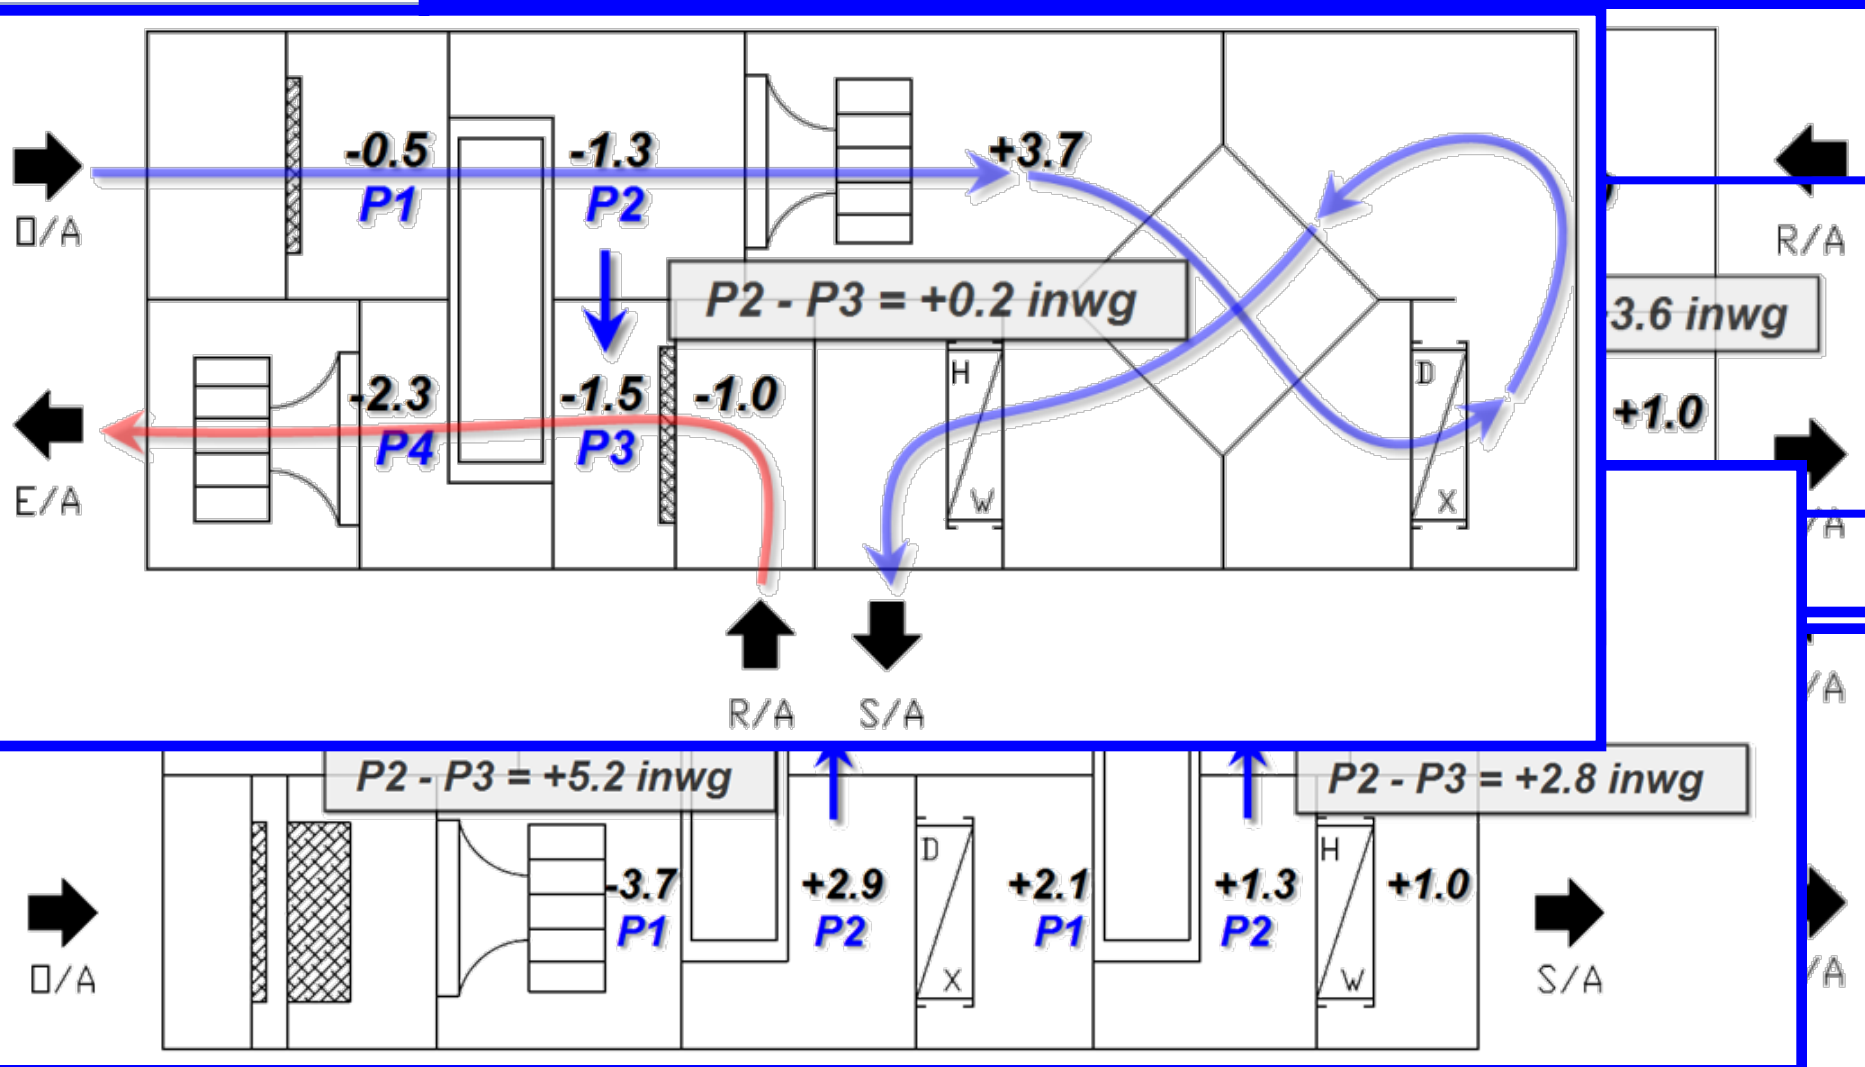 -0.5
-1.3
+3.7
P1
P2
O/A
R/A
P2 - P3 = +0.2 inwg
3.6 inwg
-2.3
-1.5
-1.0
H
D
+1.0
P4
P3
E/A
W
X
/A
R/A
S/A
/A
P2 - P3 = +5.2 inwg
P2 - P3 = +2.8 inwg
D
H
-3.7
+2.9
+2.1
+1.3
+1.0
P1
P2
P1
P2
O/A
X
W
S/A
/A